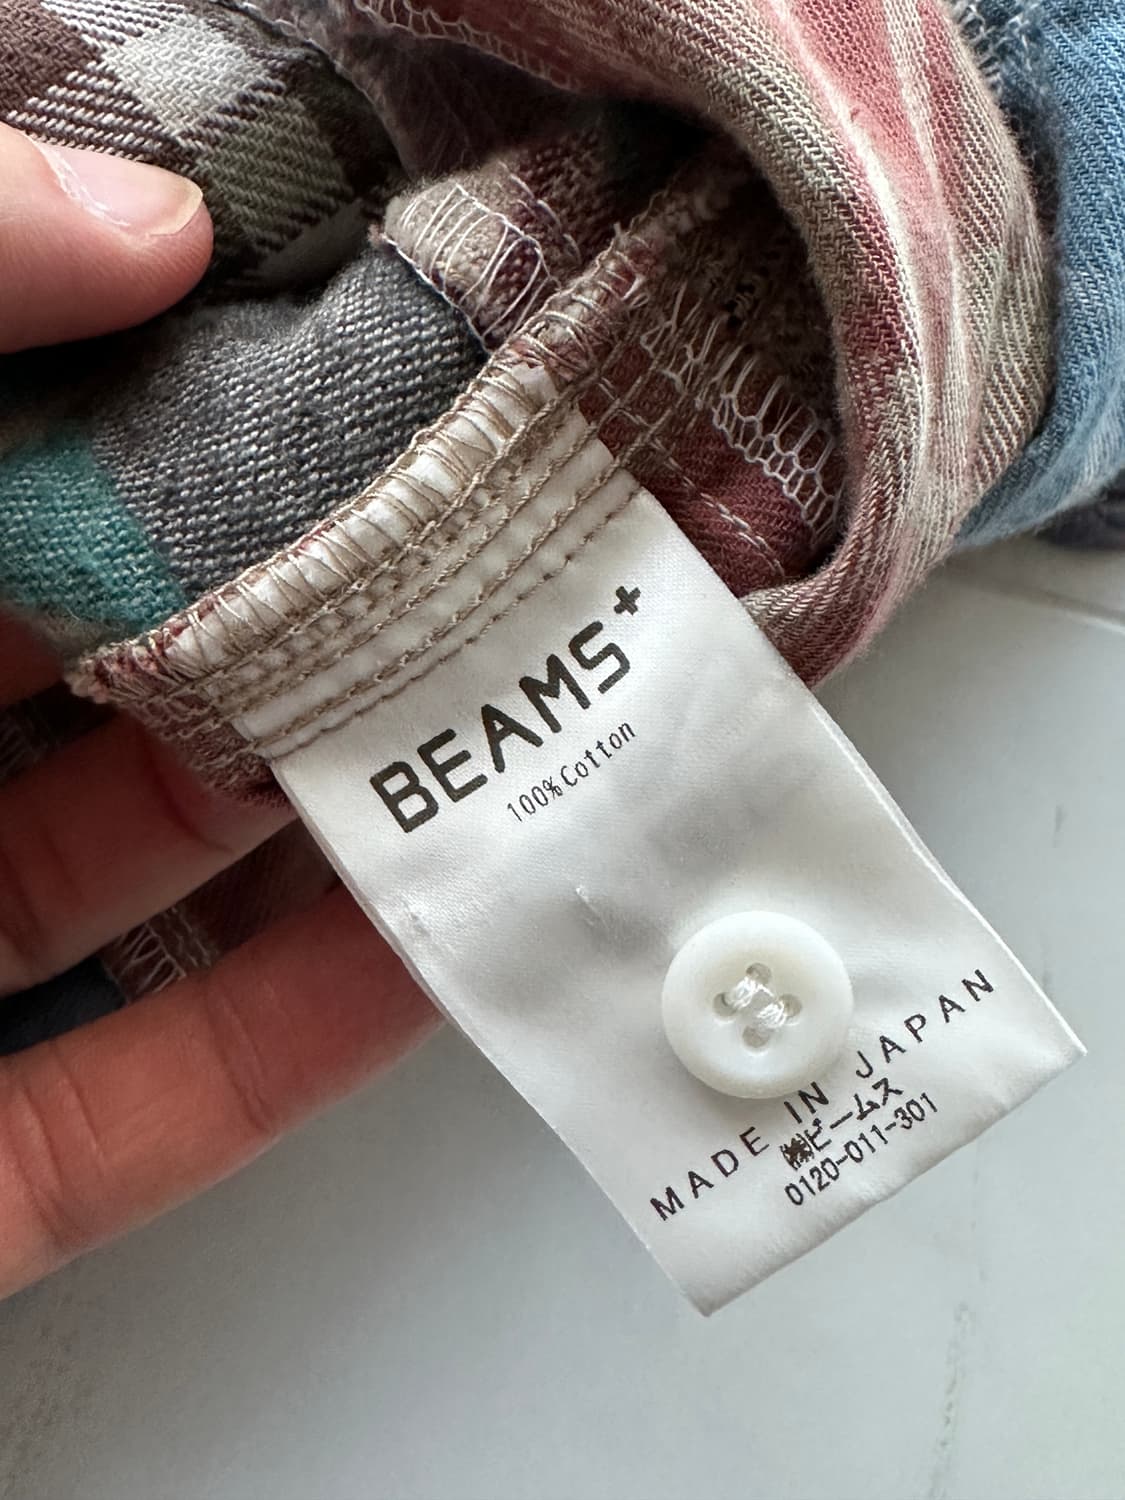 BEAMS+
100% Cotton
MADE IN JAPAN
㈱ビームス
0120-011-301